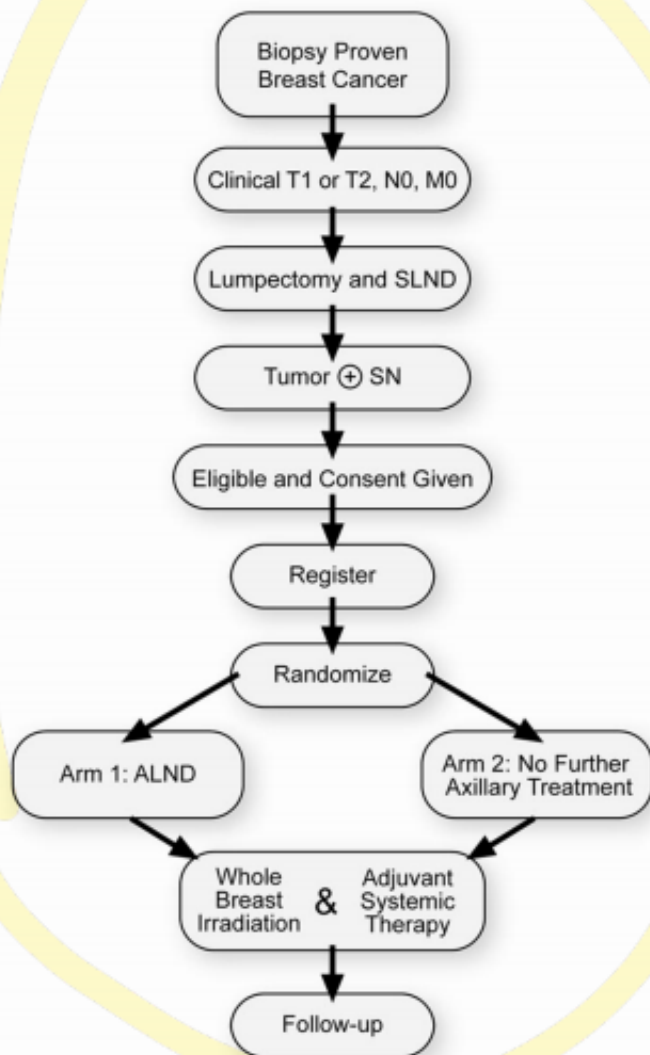 Biopsy Proven
Breast Cancer
Clinical T1 or T2, N0, M0
Lumpectomy and SLND
Tumor ⊕ SN
Eligible and Consent Given
Register
Randomize
Arm 1: ALND
Arm 2: No Further
Axillary Treatment
Whole
Breast
Irradiation
&
Adjuvant
Systemic
Therapy
Follow-up